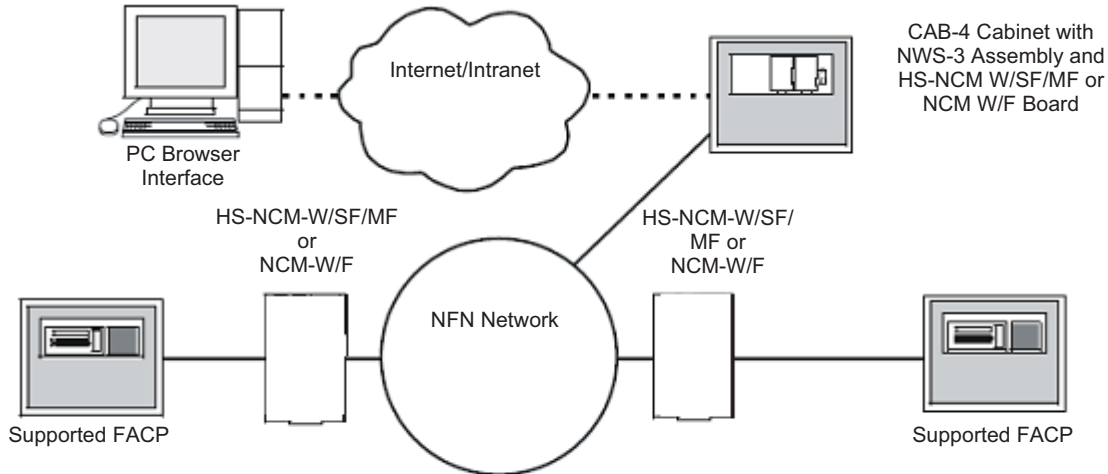 CAB-4 Cabinet with
NWS-3 Assembly and
HS-NCM W/SF/MF or
NCM W/F Board
Internet/Intranet
PC Browser
Interface
HS-NCM-W/SF/MF
or
NCM-W/F
HS-NCM-W/SF/
MF or
NCM-W/F
NFN Network
Supported FACP
Supported FACP